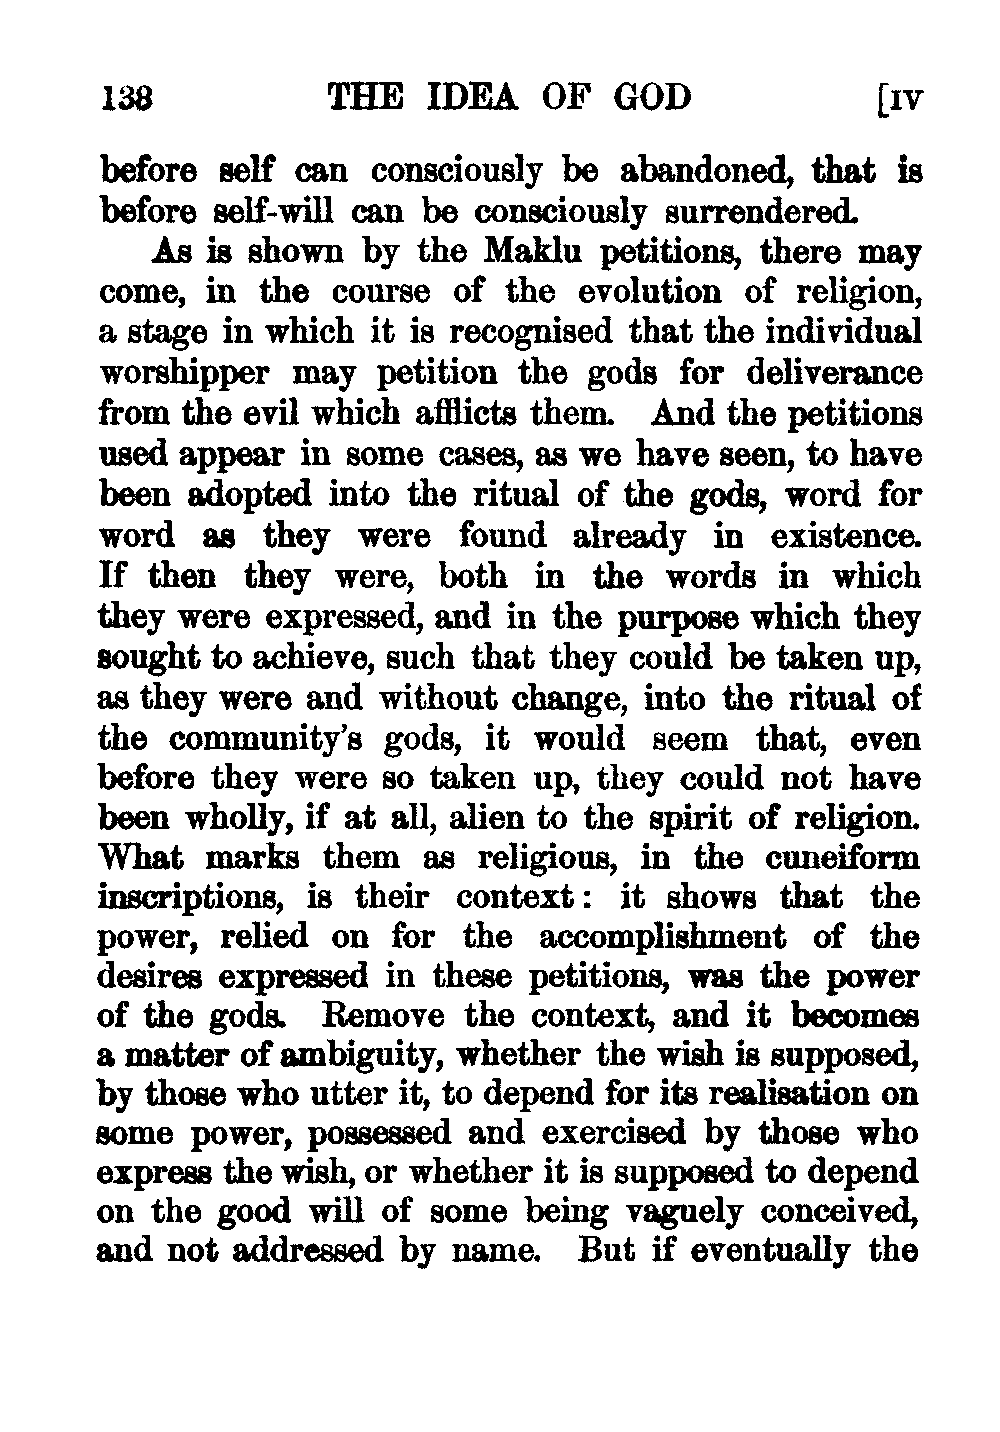 138 THE IDEA OF GOD [IV
before self can consciously be abandoned, that is
before self-will can be consciously surrendered.
As is shown by the Maklu petitions, there may
come, in the course of the evolution of religion,
a stage in which it is recognised that the individual
worshipper may petition the gods for deliverance
from the evil which afflicts them. And the petitions
used appear in some cases, as we have seen, to have
been adopted into the ritual of the gods, word for
word as they were found already in existence.
If then they were, both in the words in which
they were expressed, and in the purpose which they
sought to achieve, such that they could be taken up,
as they were and without change, into the ritual of
the community's gods, it would seem that, even
before they were so taken up, they could not have
been wholly, if at all, alien to the spirit of religion.
What marks them as religious, in the cuneiform
inscriptions, is their context: it shows that the
power, relied on for the accomplishment of the
desires expressed in these petitions, was the power
of the gods. Remove the context, and it becomes
a matter of ambiguity, whether the wish is supposed,
by those who utter it, to depend for its realisation on
some power, possessed and exercised by those who
express the wish, or whether it is supposed to depend
on the good will of some being vaguely conceived,
and not addressed by name. But if eventually the